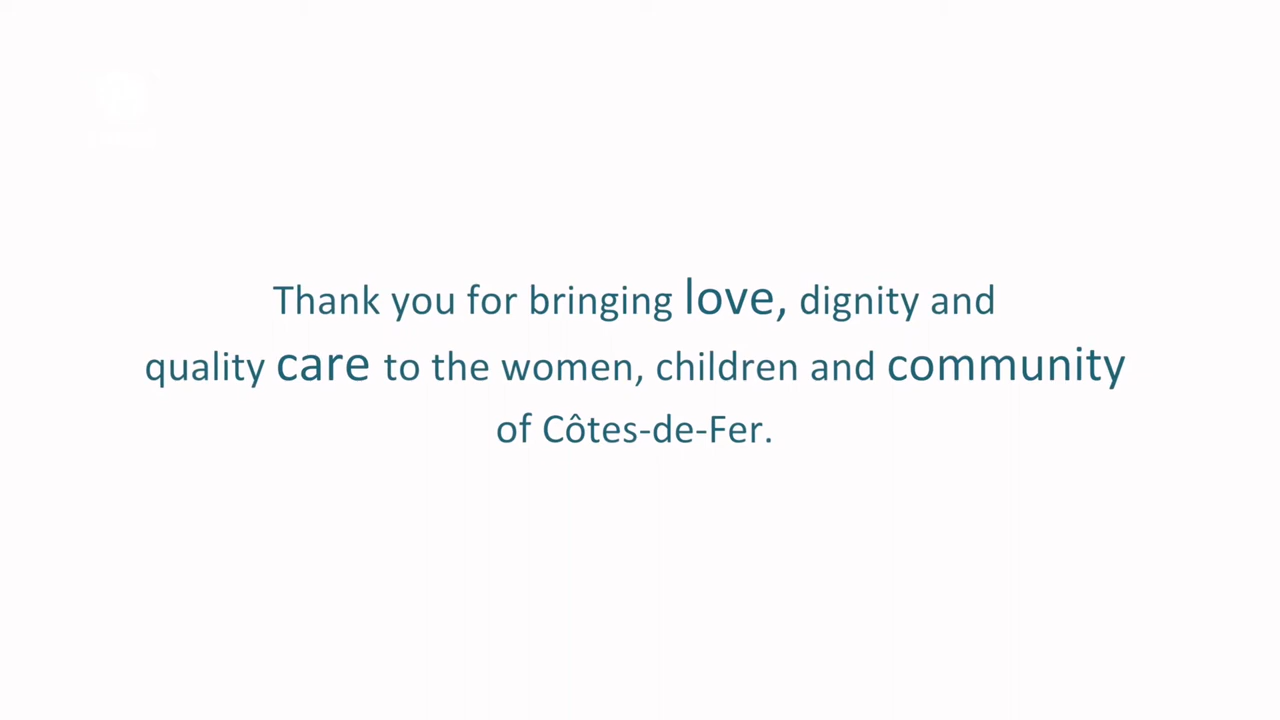 Thank you for bringing love, dignity and
quality care to the women, children and community
of Côtes-de-Fer.